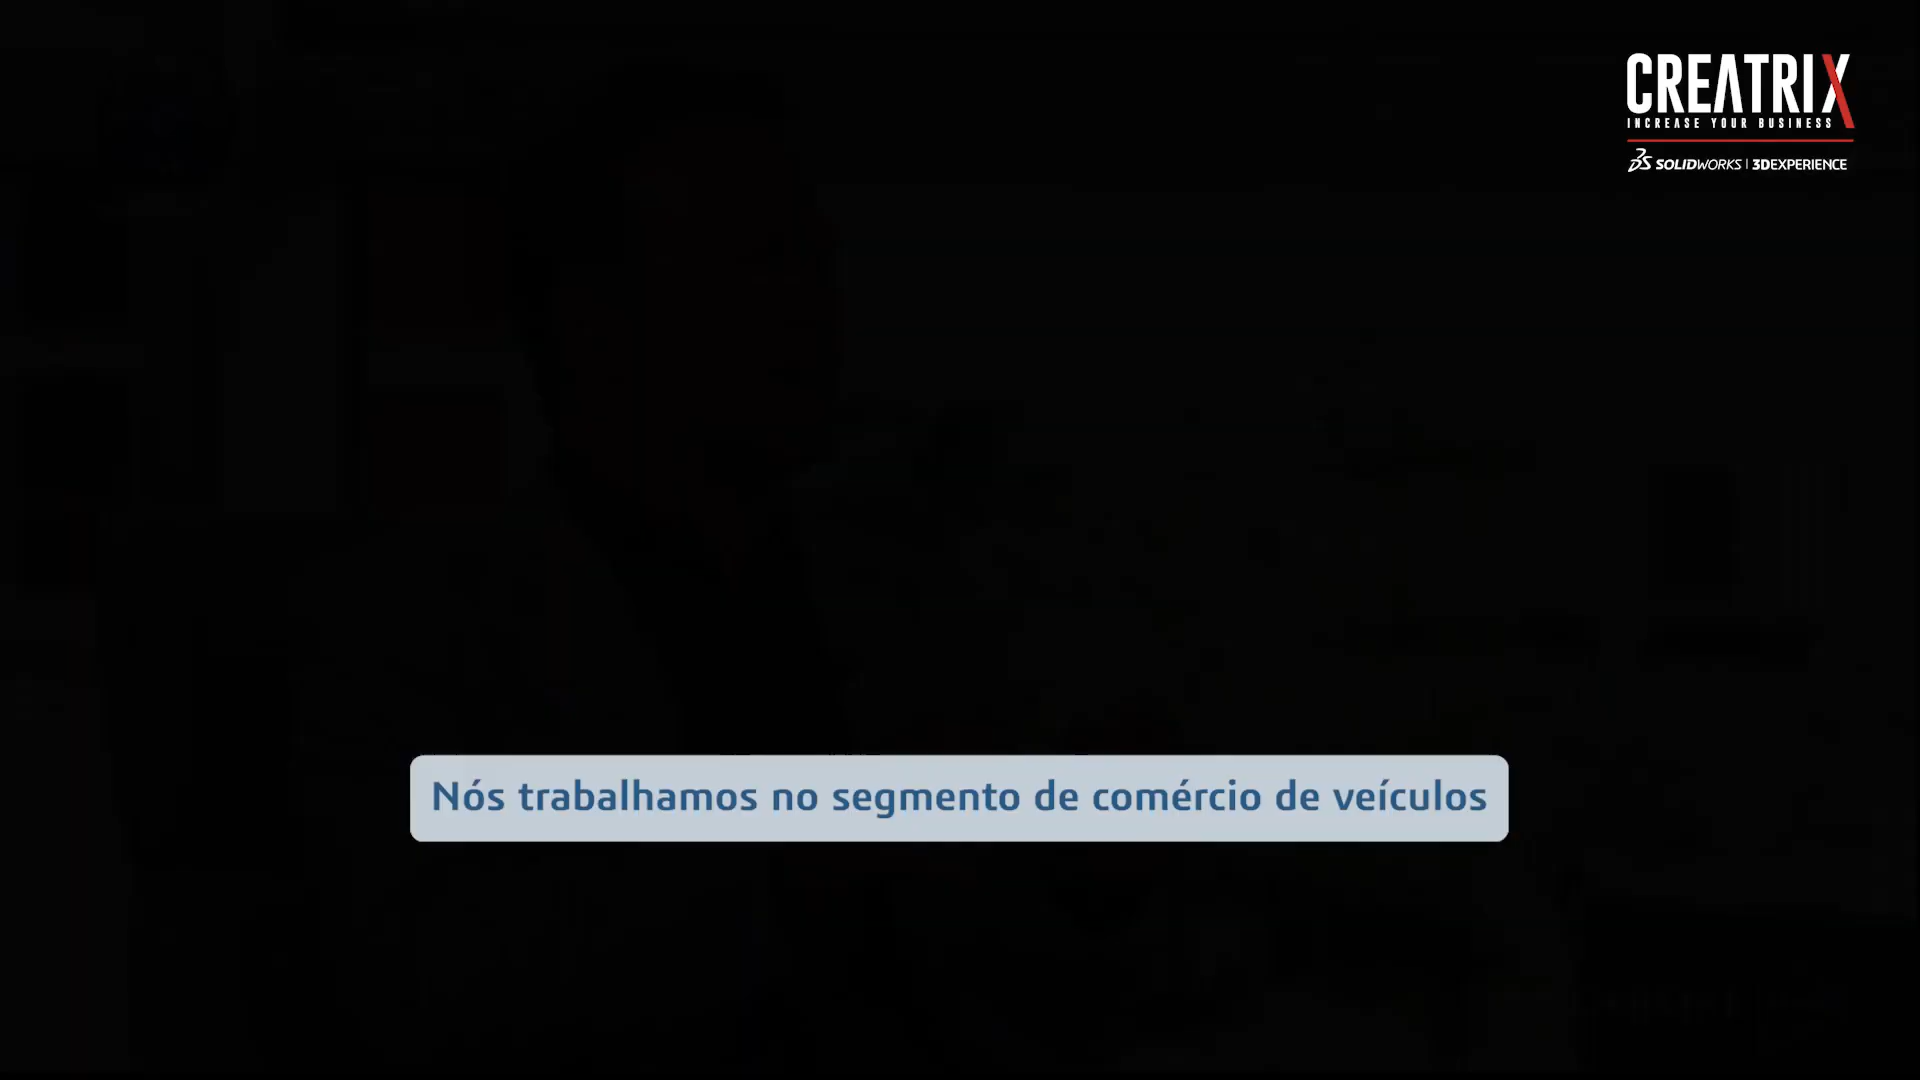 CREATRIX
INCREASE YOUR BUSINESS
SOLIDWORKS | 3DEXPERIENCE
Nós trabalhamos no segmento de comércio de veículos